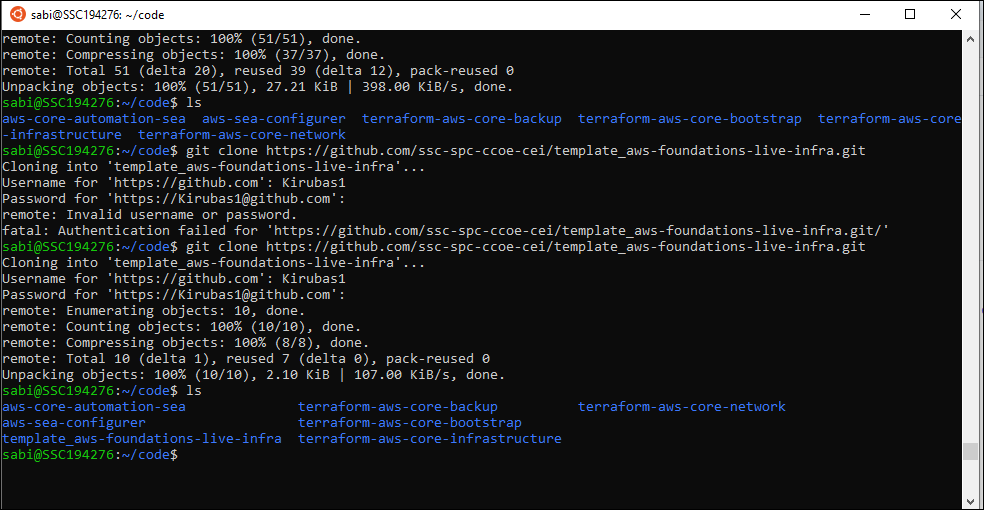 sabi@SSC194276: ~/code
remote: Counting objects: 100% (51/51), done.
remote: Compressing objects: 100% (37/37), done.
remote: Total 51 (delta 20), reused 39 (delta 12), pack-reused 0
Unpacking objects: 100% (51/51), 27.21 KiB | 398.00 KiB/s, done.
sabi@SSC194276:~/code$ ls
aws-core-automation-sea  aws-sea-configurer  terraform-aws-core-backup  terraform-aws-core-bootstrap  terraform-aws-core
-infrastructure  terraform-aws-core-network
sabi@SSC194276:~/code$ git clone https://github.com/ssc-spc-ccoe-cei/template_aws-foundations-live-infra.git
Cloning into 'template_aws-foundations-live-infra'...
Username for 'https://github.com': Kirubas1
Password for 'https://Kirubas1@github.com':
remote: Invalid username or password.
fatal: Authentication failed for 'https://github.com/ssc-spc-ccoe-cei/template_aws-foundations-live-infra.git/'
sabi@SSC194276:~/code$ git clone https://github.com/ssc-spc-ccoe-cei/template_aws-foundations-live-infra.git
Cloning into 'template_aws-foundations-live-infra'...
Username for 'https://github.com': Kirubas1
Password for 'https://Kirubas1@github.com':
remote: Enumerating objects: 10, done.
remote: Counting objects: 100% (10/10), done.
remote: Compressing objects: 100% (8/8), done.
remote: Total 10 (delta 1), reused 7 (delta 0), pack-reused 0
Unpacking objects: 100% (10/10), 2.10 KiB | 107.00 KiB/s, done.
sabi@SSC194276:~/code$ ls
aws-core-automation-sea              terraform-aws-core-backup          terraform-aws-core-network
aws-sea-configurer                   terraform-aws-core-bootstrap
template_aws-foundations-live-infra  terraform-aws-core-infrastructure
sabi@SSC194276:~/code$